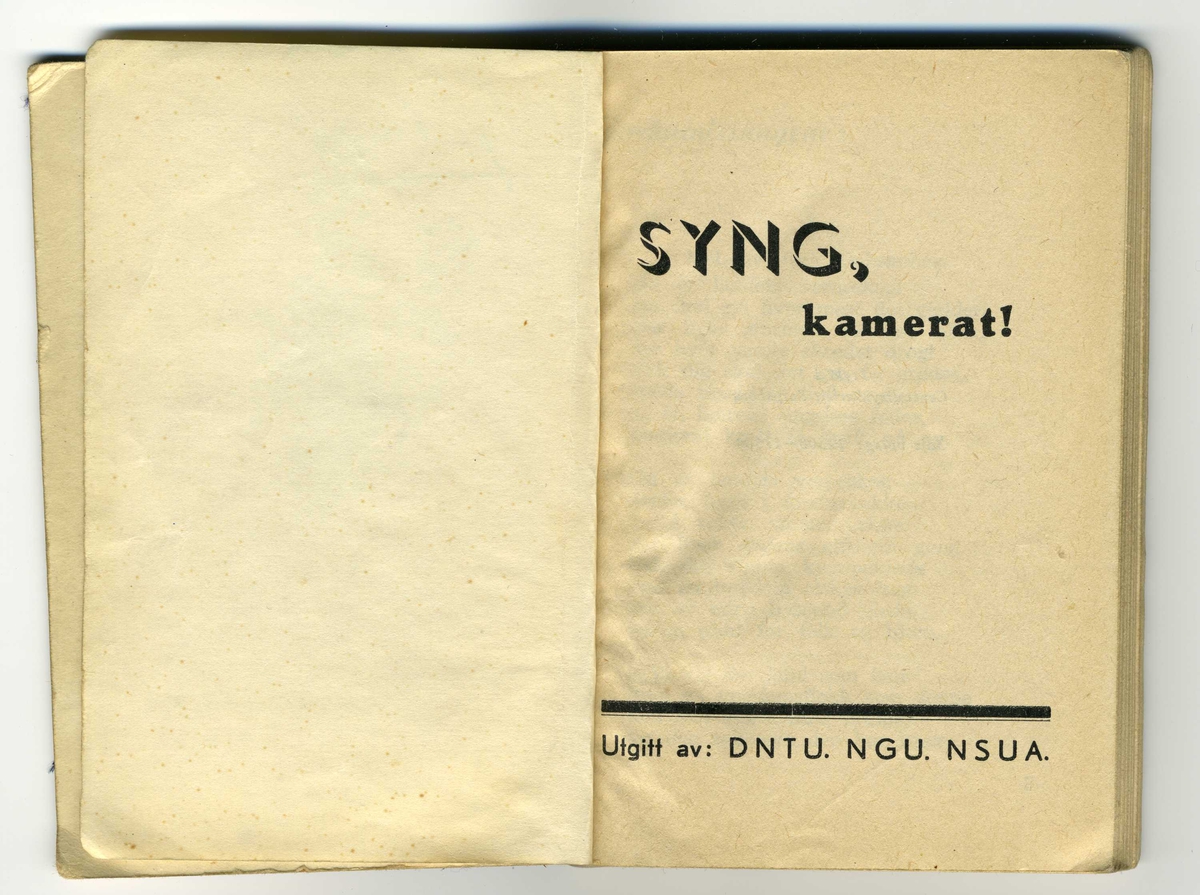 SYNG,
kamerat!
Utgitt av: DNTU. NGU. NSUA.